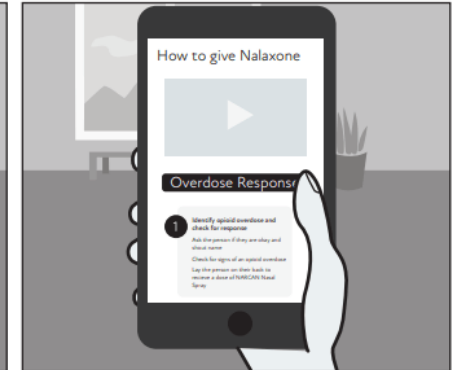 How to give Nalaxone
Overdose Response
1
Identify opioid overdose and
check for response
Ask the person if they are okay and
shout name
Check for signs of an opioid overdose
Lay the person on their back to
recieve a dose of NARCAN Nasal
Spray